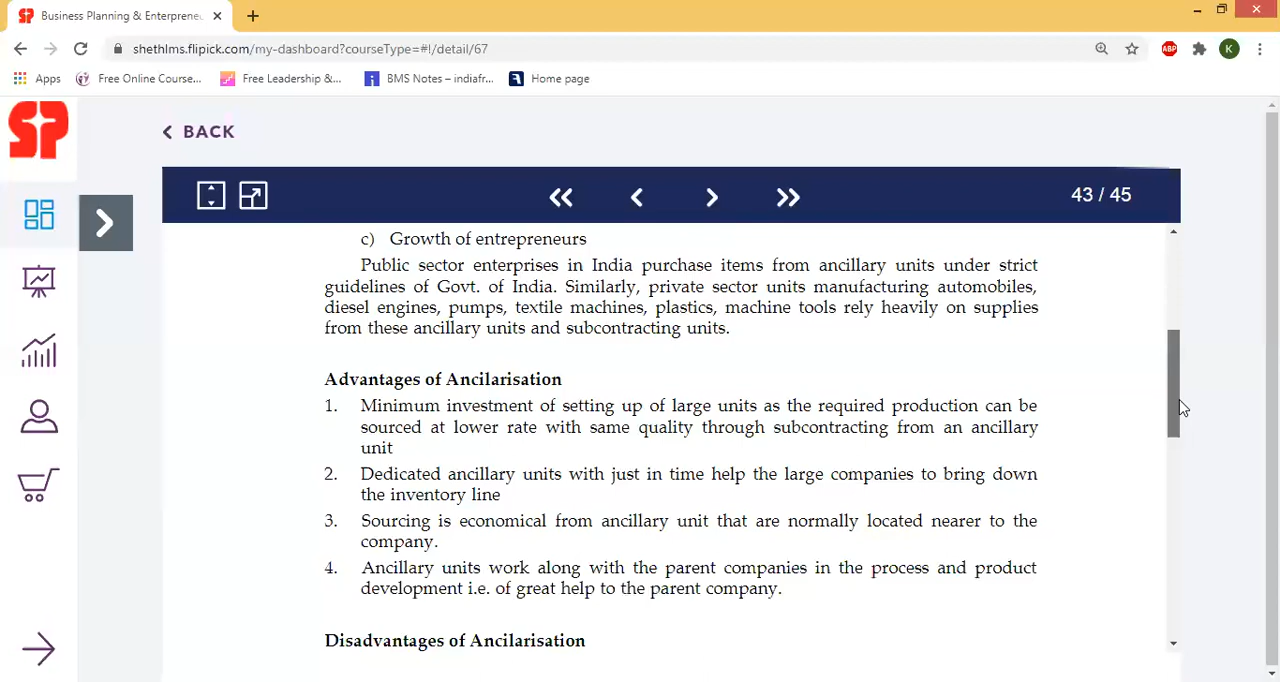 Business Planning & Enterprene
shethlms.flipick.com/my-dashboard?courseType=#!/detail/67
ABP
K
Apps
Free Online Course...
Free Leadership &...
BMS Notes – indiafr...
Home page
SP
BACK
43 / 45
c) Growth of entrepreneurs
Public sector enterprises in India purchase items from ancillary units under strict
guidelines of Govt. of India. Similarly, private sector units manufacturing automobiles,
diesel engines, pumps, textile machines, plastics, machine tools rely heavily on supplies
from these ancillary units and subcontracting units.
Advantages of Ancilarisation
1. Minimum investment of setting up of large units as the required production can be
sourced at lower rate with same quality through subcontracting from an ancillary
unit
2. Dedicated ancillary units with just in time help the large companies to bring down
the inventory line
3. Sourcing is economical from ancillary unit that are normally located nearer to the
company.
4. Ancillary units work along with the parent companies in the process and product
development i.e. of great help to the parent company.
Disadvantages of Ancilarisation